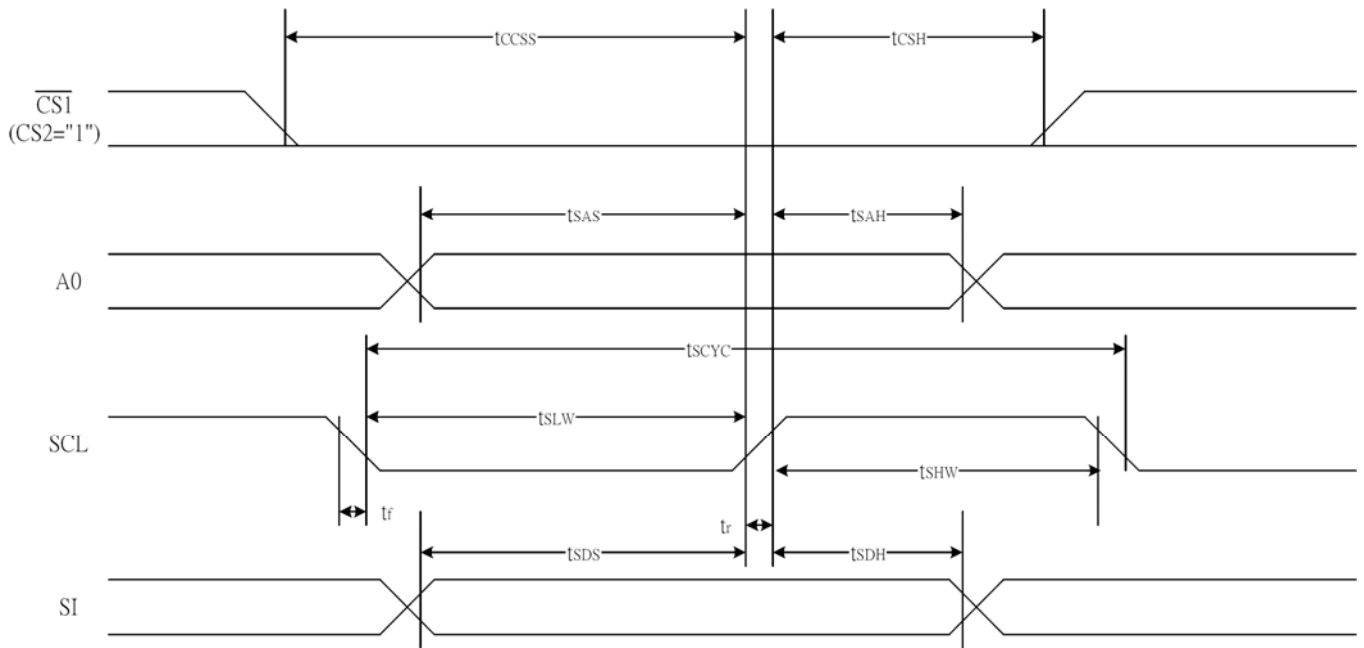 tCCSS
tCSH
CS1
(CS2="1")
tSAS
tSAH
A0
tSCYC
tSLW
SCL
tSHW
tf
tr
tSDS
tSDH
SI